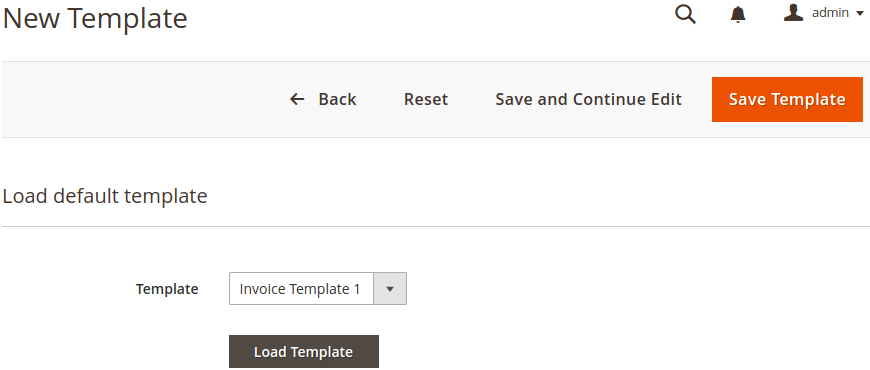 New Template
admin
Back Reset Save and Continue Edit Save Template
Load default template
Template Invoice Template 1
Load Template